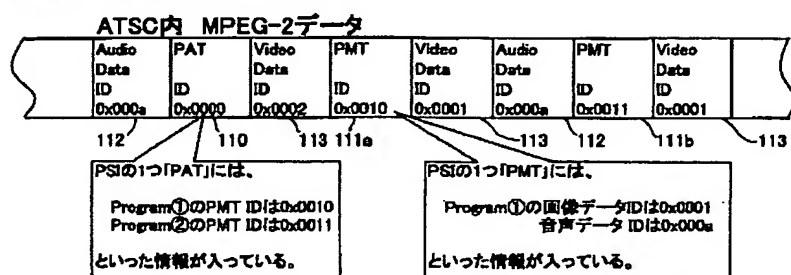 ATSC内 MPEG-2データ
Audio Data ID 0x000a
PAT ID 0x0000
Video Data ID 0x0002
PMT ID 0x0010
Video Data ID 0x0001
Audio Data ID 0x000a
PMT ID 0x0011
Video Data ID 0x0001
112
110
113
111a
113
112
111b
113
PSIの1つ「PAT」には、
Program①のPMT IDは0x0010
Program②のPMT IDは0x0011
といった情報が入っている。
PSIの1つ「PMT」には、
Program①の画像データIDは0x0001
音声データ IDは0x000a
といった情報が入っている。